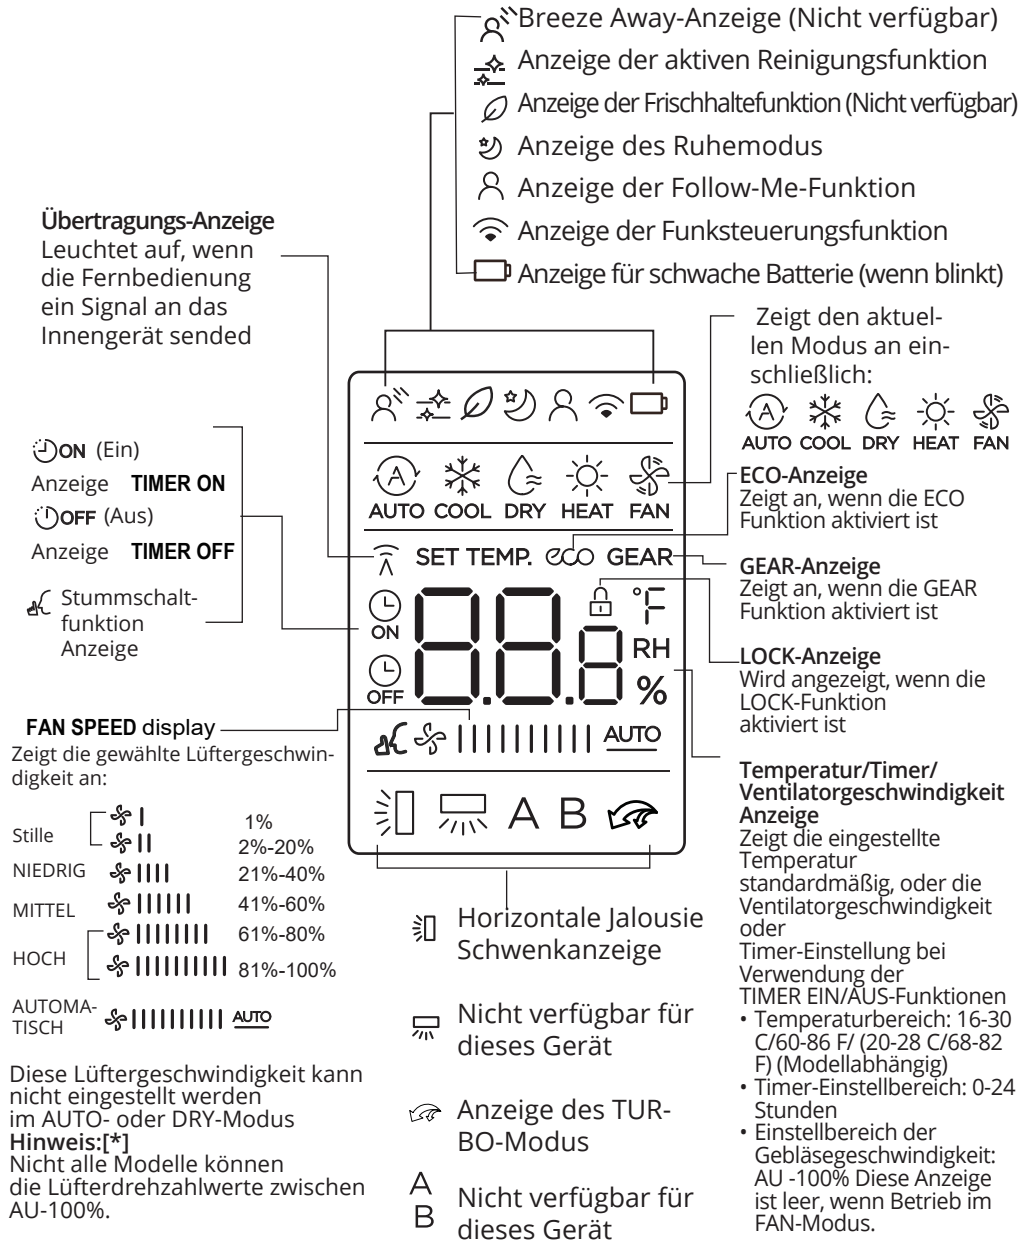 Breeze Away-Anzeige (Nicht verfügbar)
Anzeige der aktiven Reinigungsfunktion
Anzeige der Frischhaltefunktion (Nicht verfügbar)
Anzeige des Ruhemodus
Anzeige der Follow-Me-Funktion
Anzeige der Funksteuerungsfunktion
Anzeige für schwache Batterie (wenn blinkt)
Übertragungs-Anzeige
Leuchtet auf, wenn
die Fernbedienung
ein Signal an das
Innengerät sended
ON (Ein)
Anzeige TIMER ON
OFF (Aus)
Anzeige TIMER OFF
Stummschalt-
funktion
Anzeige
FAN SPEED display
Zeigt die gewählte Lüftergeschwin-
digkeit an:
Stille
1%
2%-20%
NIEDRIG 21%-40%
MITTEL 41%-60%
HOCH
61%-80%
81%-100%
AUTOMA-
TISCH
AUTO
Diese Lüftergeschwindigkeit kann
nicht eingestellt werden
im AUTO- oder DRY-Modus
Hinweis:[*]
Nicht alle Modelle können
die Lüfterdrehzahlwerte zwischen
AU-100%.
A
AUTO COOL DRY HEAT FAN
SET TEMP. eco GEAR
ON
OFF
88.8
°F
RH
%
AUTO
A B
Horizontale Jalousie
Schwenkanzeige
Nicht verfügbar für
dieses Gerät
Anzeige des TUR-
BO-Modus
A
B
Nicht verfügbar für
dieses Gerät
Zeigt den aktuel-
len Modus an ein-
schließlich:
A
AUTO COOL DRY HEAT FAN
ECO-Anzeige
Zeigt an, wenn die ECO
Funktion aktiviert ist
GEAR-Anzeige
Zeigt an, wenn die GEAR
Funktion aktiviert ist
LOCK-Anzeige
Wird angezeigt, wenn die
LOCK-Funktion
aktiviert ist
Temperatur/Timer/
Ventilatorgeschwindigkeit
Anzeige
Zeigt die eingestellte
Temperatur
standardmäßig, oder die
Ventilatorgeschwindigkeit
oder
Timer-Einstellung bei
Verwendung der
TIMER EIN/AUS-Funktionen
• Temperaturbereich: 16-30
C/60-86 F/ (20-28 C/68-82
F) (Modellabhängig)
• Timer-Einstellbereich: 0-24
Stunden
• Einstellbereich der
Gebläsegeschwindigkeit:
AU -100% Diese Anzeige
ist leer, wenn Betrieb im
FAN-Modus.